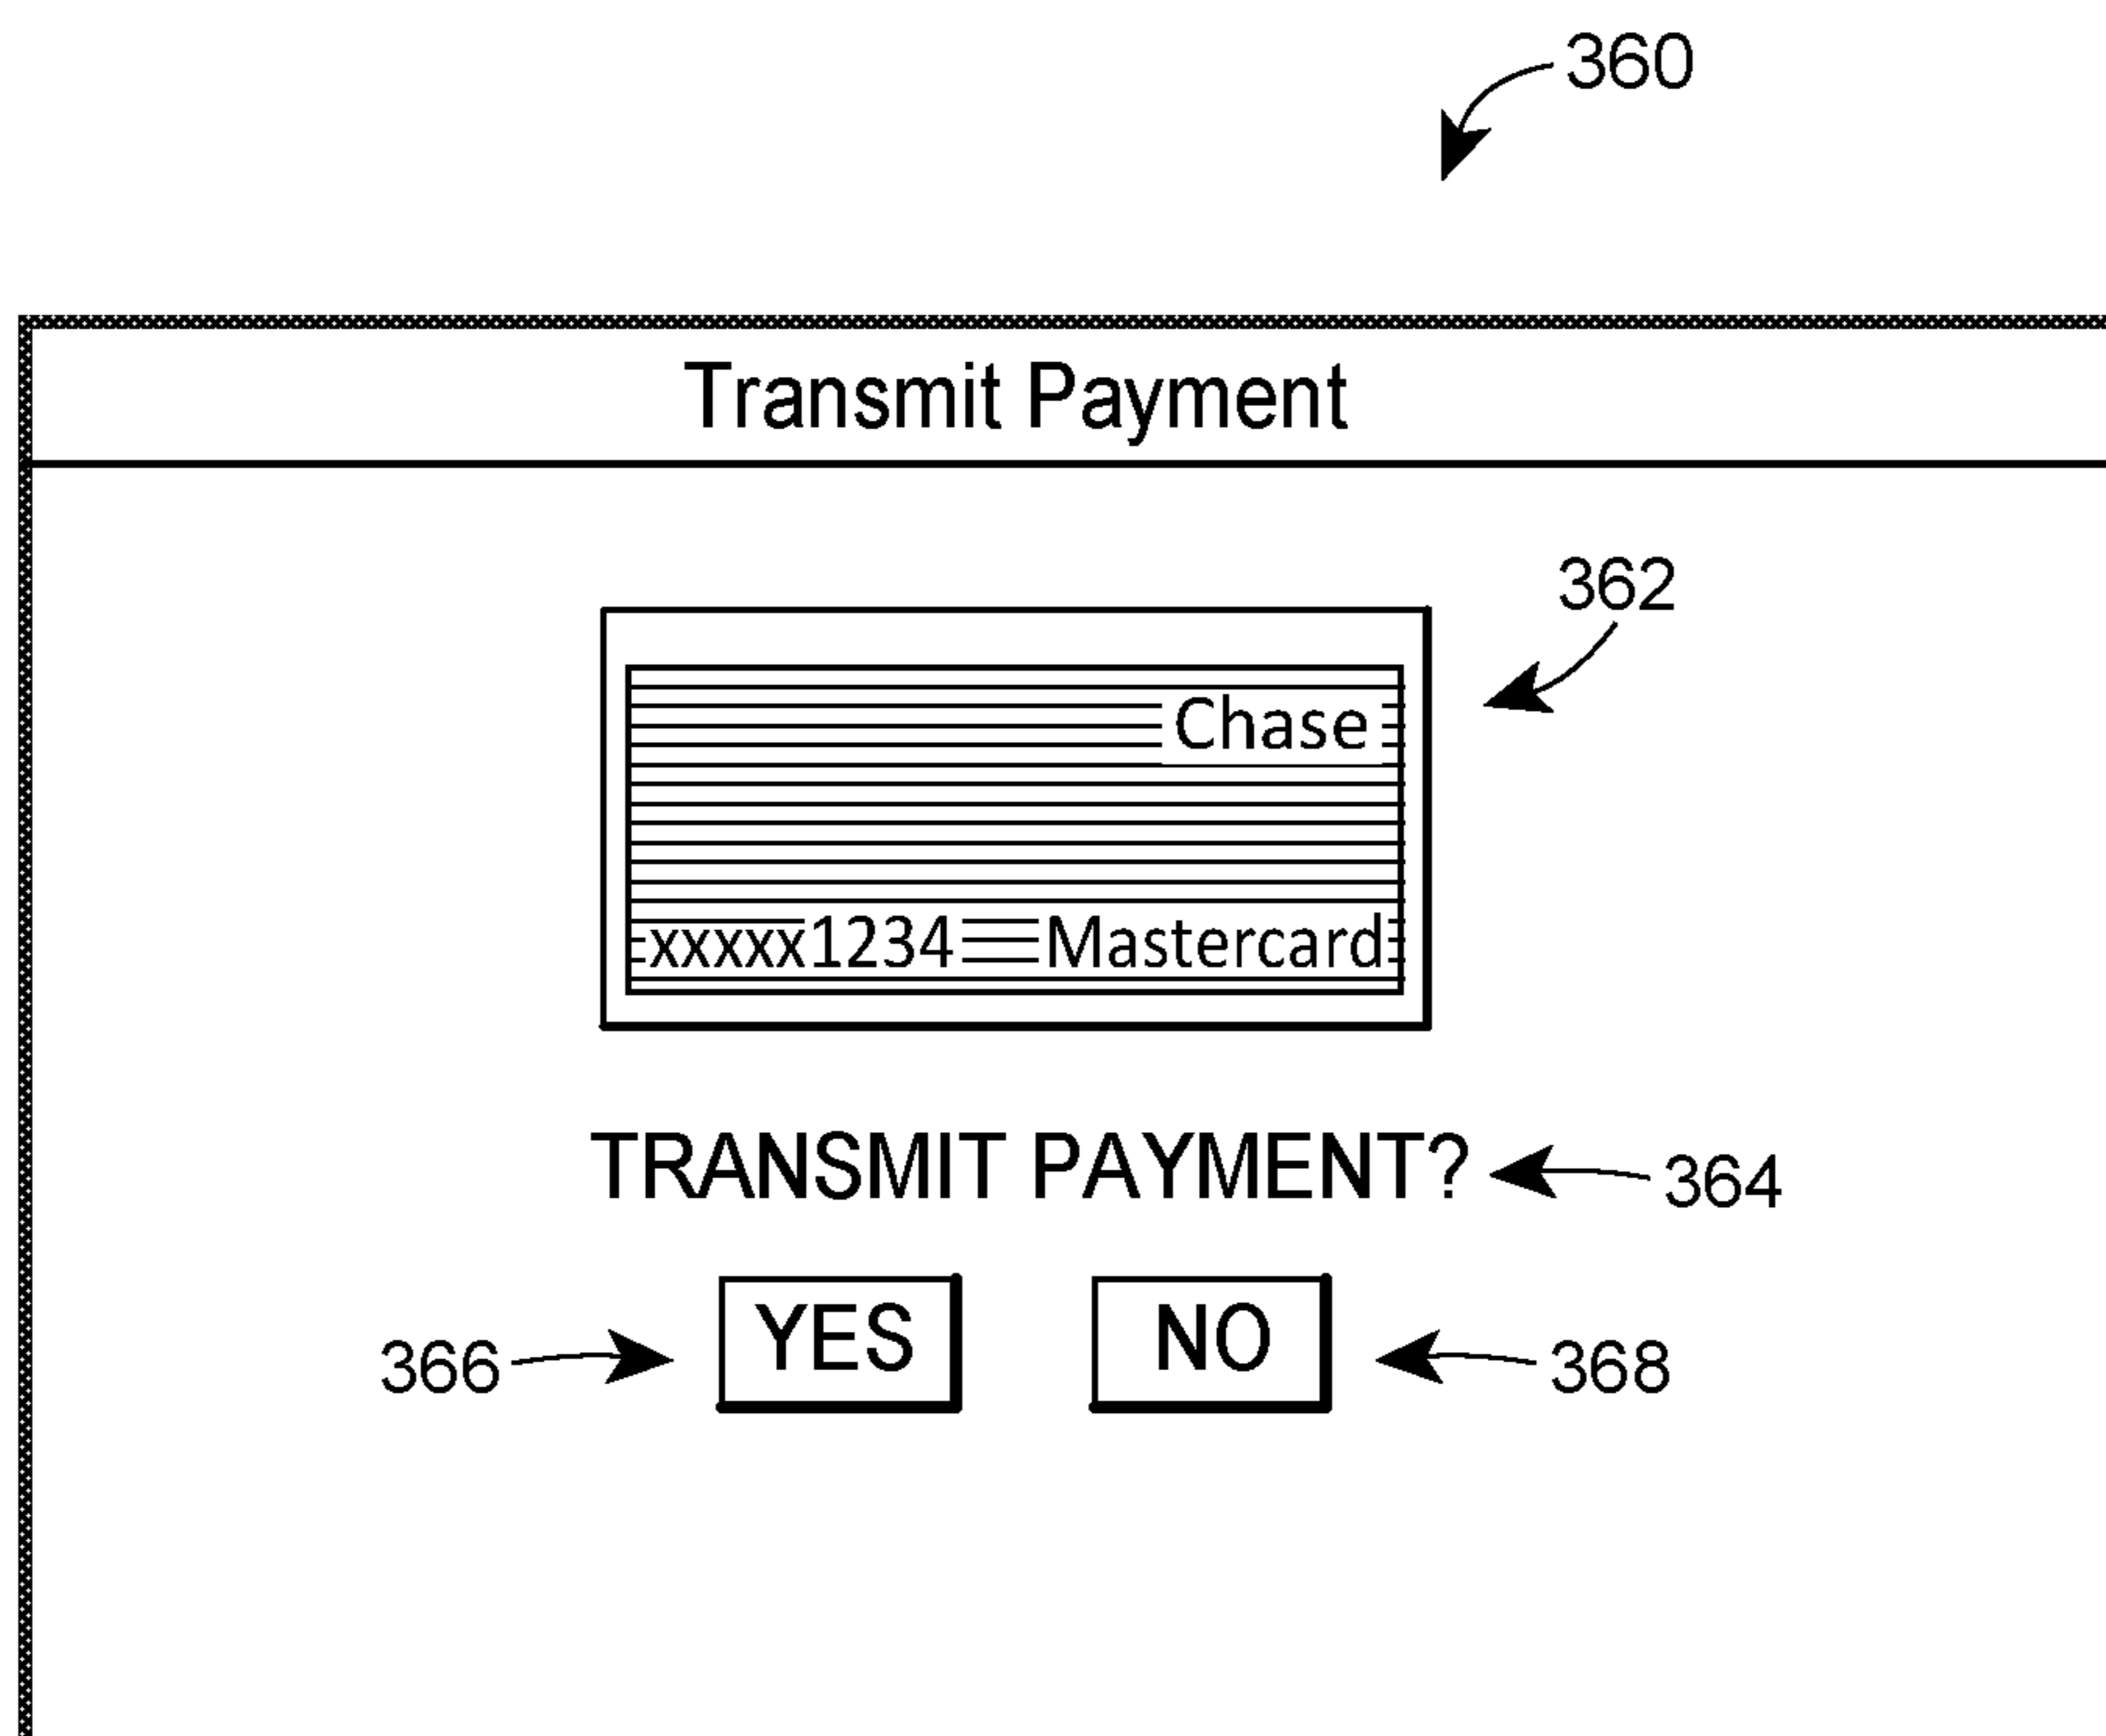 360
Transmit Payment
362
Chase
xxxxx1234 Mastercard
TRANSMIT PAYMENT?
364
YES NO
366 368